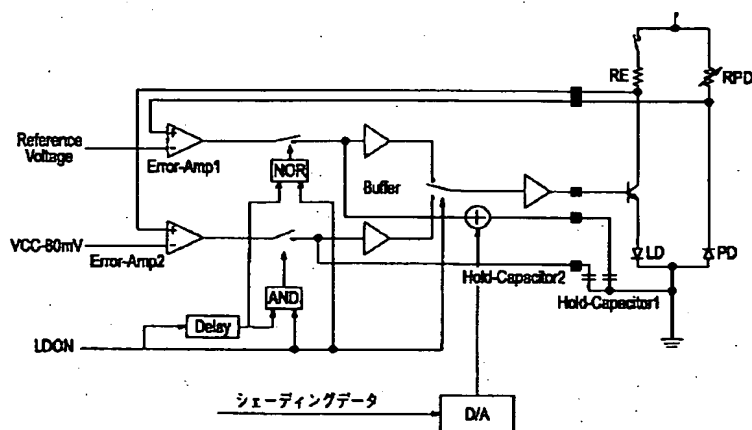 RE
RPD
Reference
Voltage
Error-Amp1
NOR
Buffer
VCC-80mV
Error-Amp2
LD
PD
Hold-Capacitor2
Hold-Capacitor1
AND
Delay
LDON
シェーディングデータ
D/A